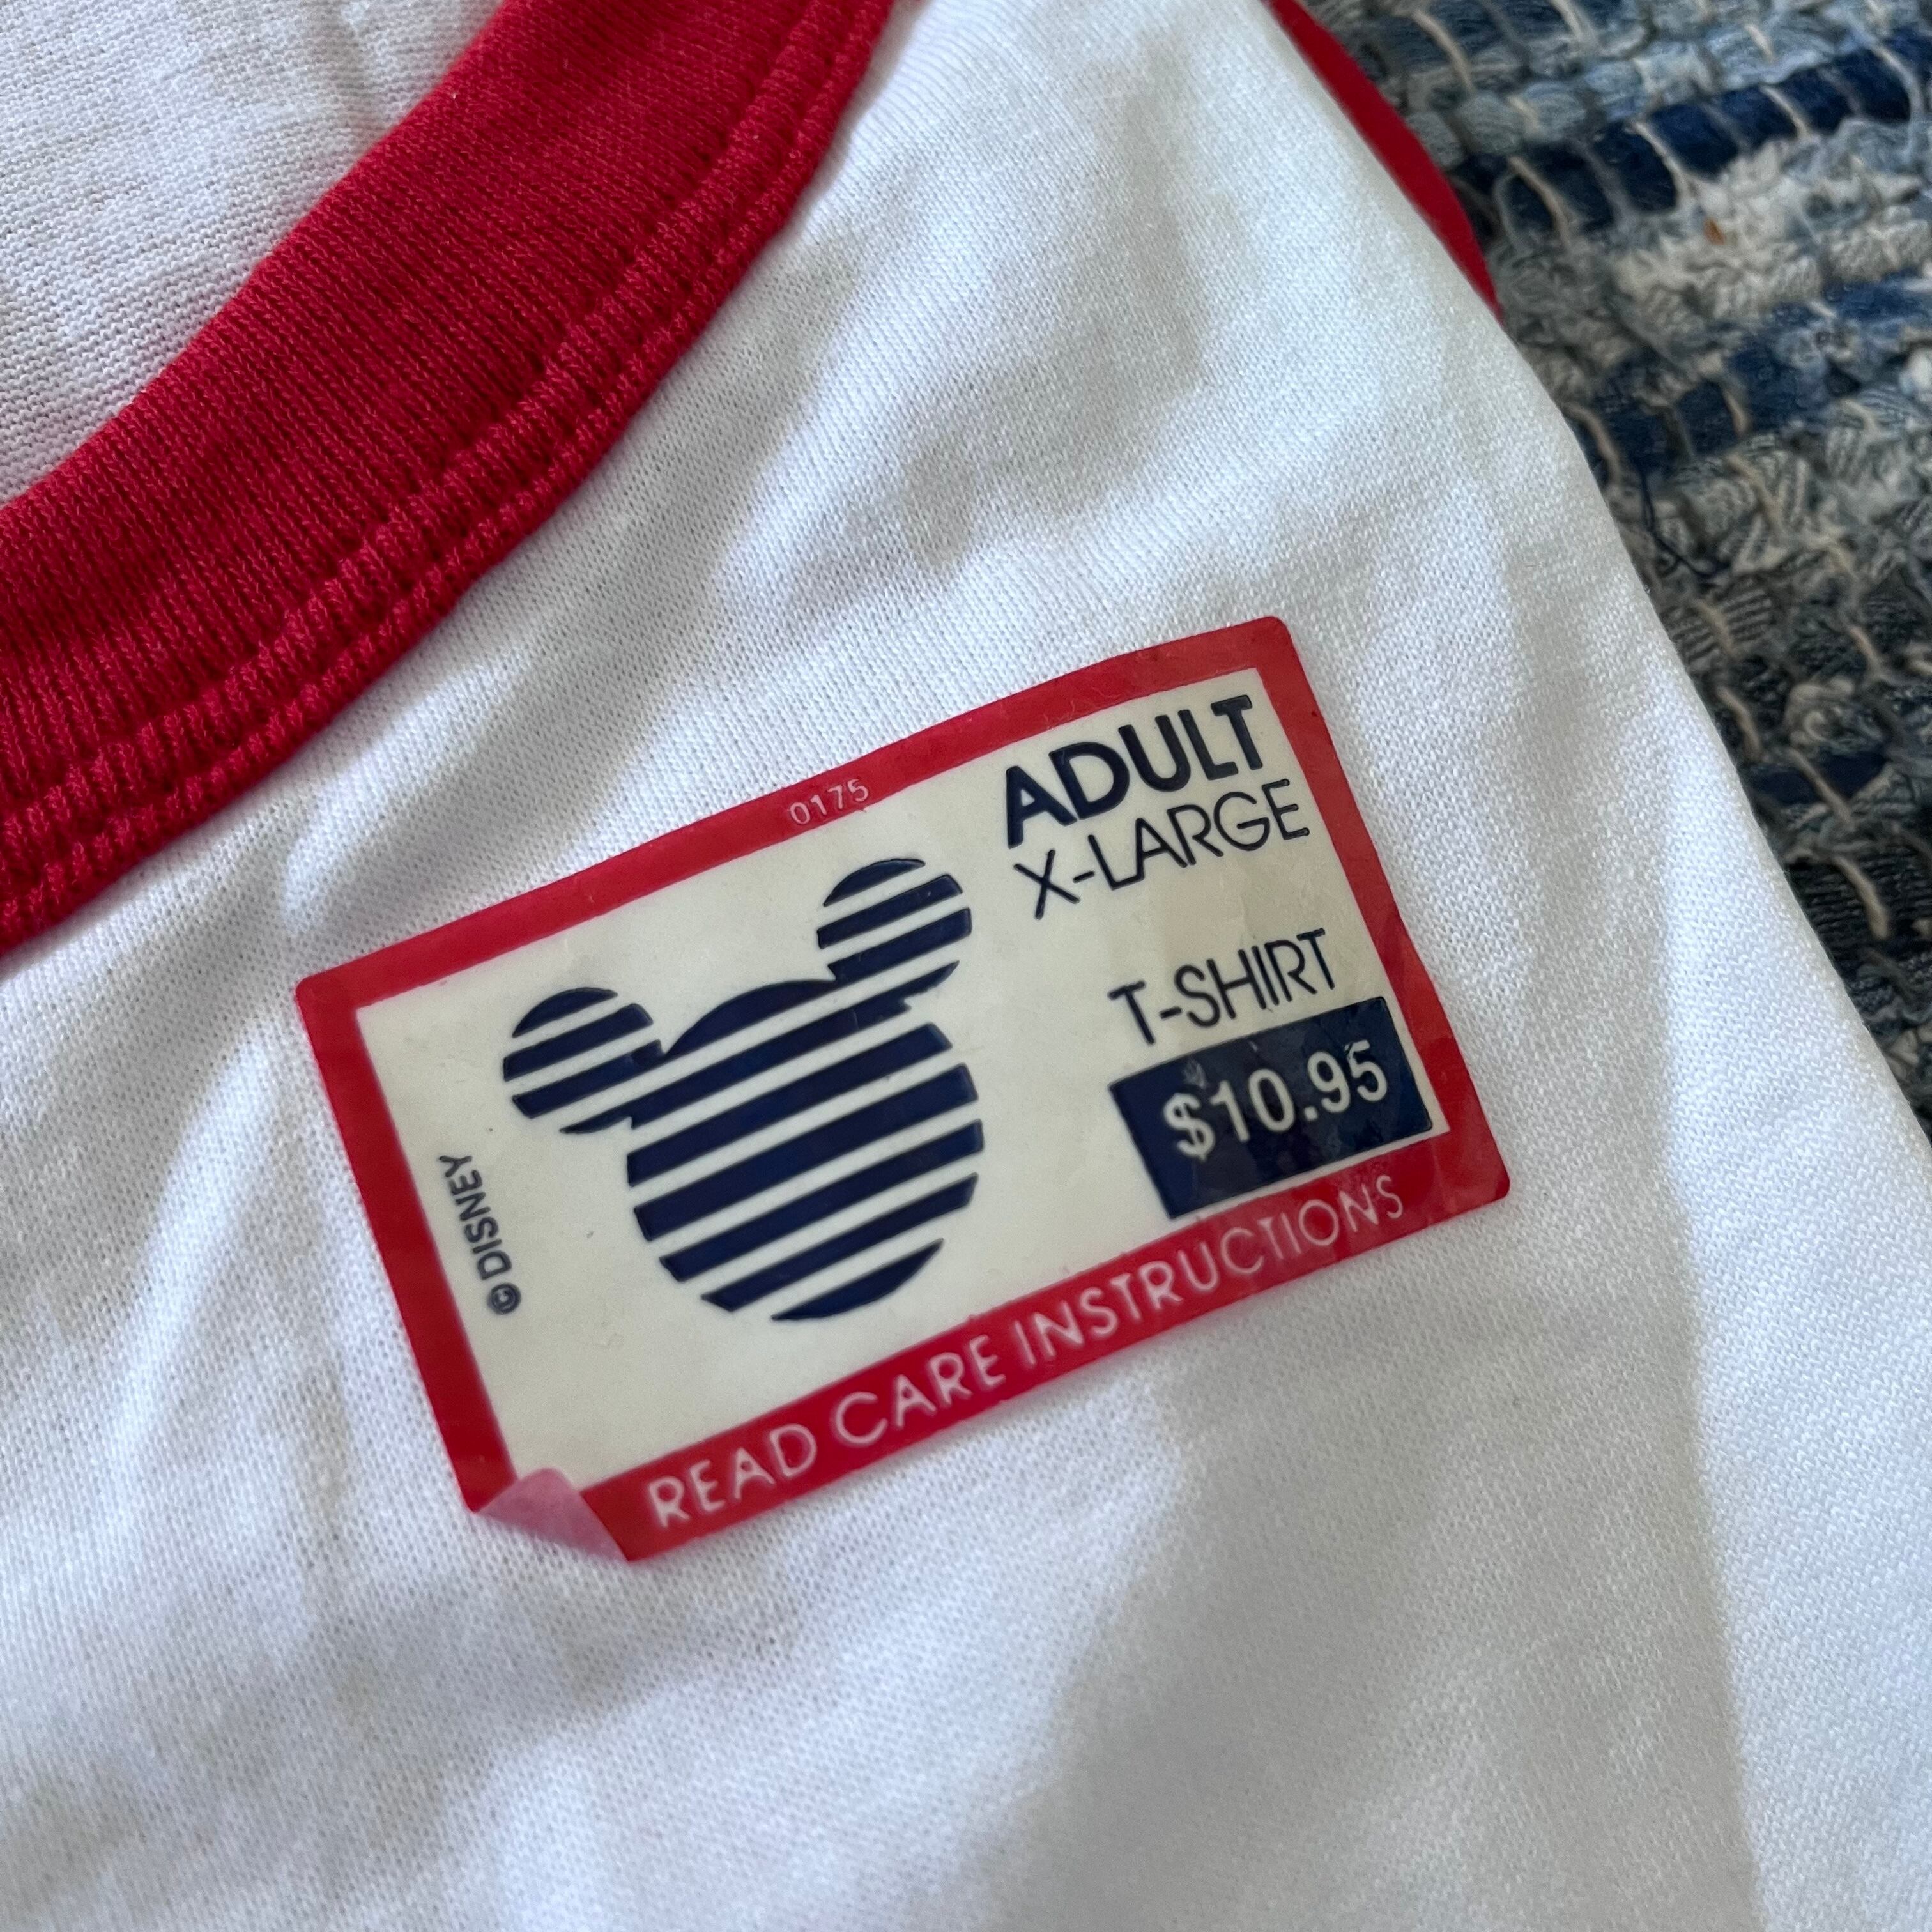 0175
ADULT
X-LARGE
T-SHIRT
$10.95
© DISNEY
READ CARE INSTRUCTIONS